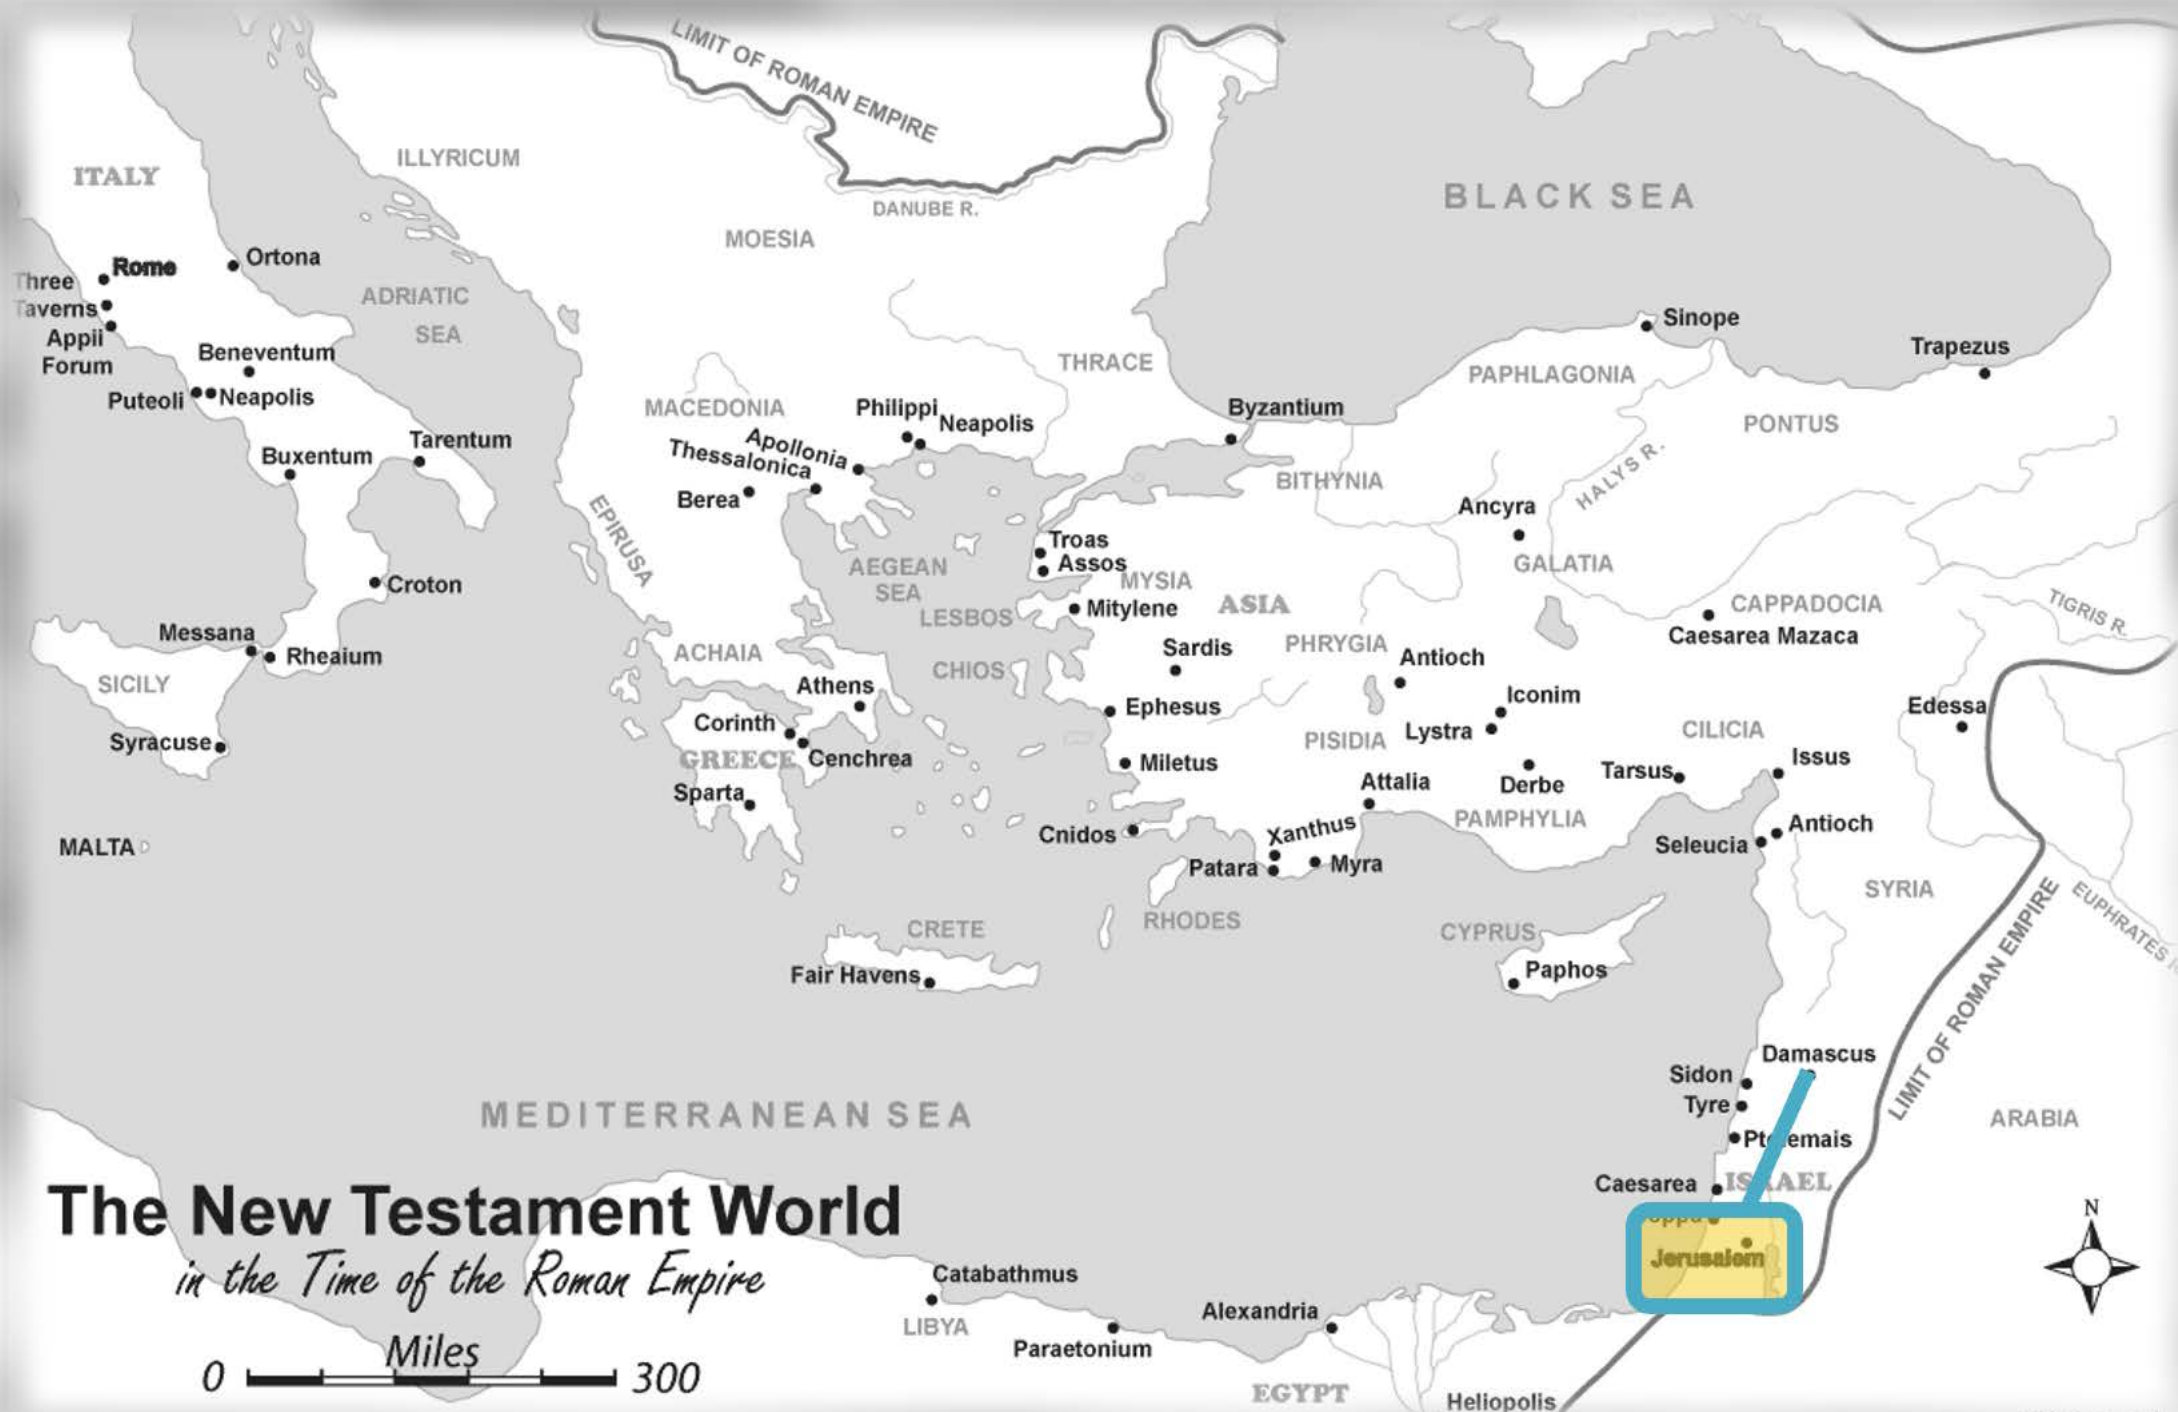 LIMIT OF ROMAN EMPIRE
ILLYRICUM
ITALY
BLACK SEA
DANUBE R.
MOESIA
Ortona
Rome
Three
Taverns
ADRIATIC
SEA
Appii
Forum
Sinope
Trapezus
Beneventum
THRACE
PAPHLAGONIA
Puteoli
Neapolis
MACEDONIA
Philippi
Neapolis
Byzantium
PONTUS
Tarentum
Apollonia
Thessalonica
Buxentum
HALYS R.
BITHYNIA
Berea
Ancyra
EPIRUSA
Troas
Assos
AEGEAN
SEA
GALATIA
MYSIA
Croton
LESBOS
Mitylene
ASIA
CAPPADOCIA
TIGRIS R.
Caesarea Mazaca
Messana
Rheaium
ACHAIA
Sardis
PHRYGIA
Antioch
CHIOS
SICILY
Athens
Iconim
Ephesus
Edessa
Corinth
Lystra
CILICIA
Syracuse
GREECE
Cenchrea
PISIDIA
Miletus
Issus
Tarsus
Sparta
Attalia
Derbe
PAMPHYLIA
Antioch
Cnidos
Xanthus
MALTA
Seleucia
Patara
Myra
SYRIA
EUPHRATES
RHODES
CRETE
CYPRUS
Fair Havens
Paphos
LIMIT OF ROMAN EMPIRE
Damascus
Sidon
Tyre
MEDITERRANEAN SEA
ARABIA
Ptolemais
Caesarea
ISRAEL
The New Testament World
in the Time of the Roman Empire
Jerusalem
N
Catabathmus
Alexandria
LIBYA
Paraetonium
Miles
0 300
EGYPT
Heliopolis